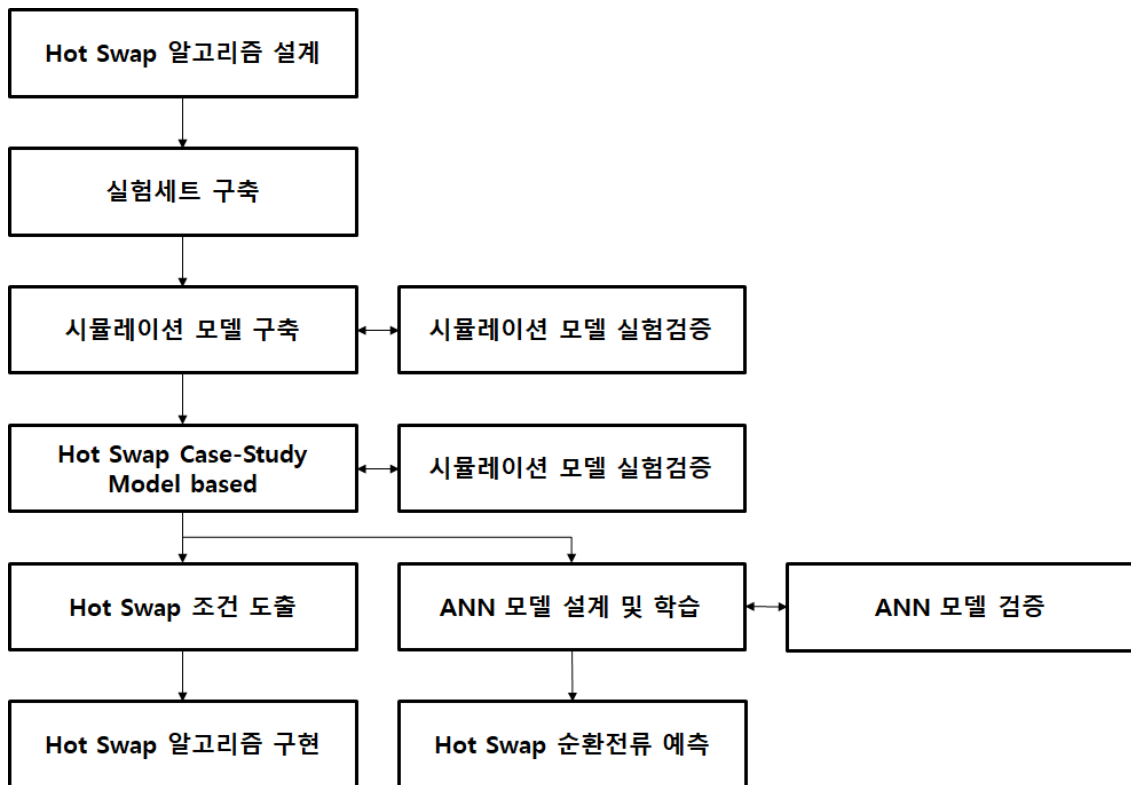 Hot Swap 알고리즘 설계
실험세트 구축
시뮬레이션 모델 구축
시뮬레이션 모델 실험검증
Hot Swap Case-Study
Model based
시뮬레이션 모델 실험검증
Hot Swap 조건 도출
ANN 모델 설계 및 학습
ANN 모델 검증
Hot Swap 알고리즘 구현
Hot Swap 순환전류 예측